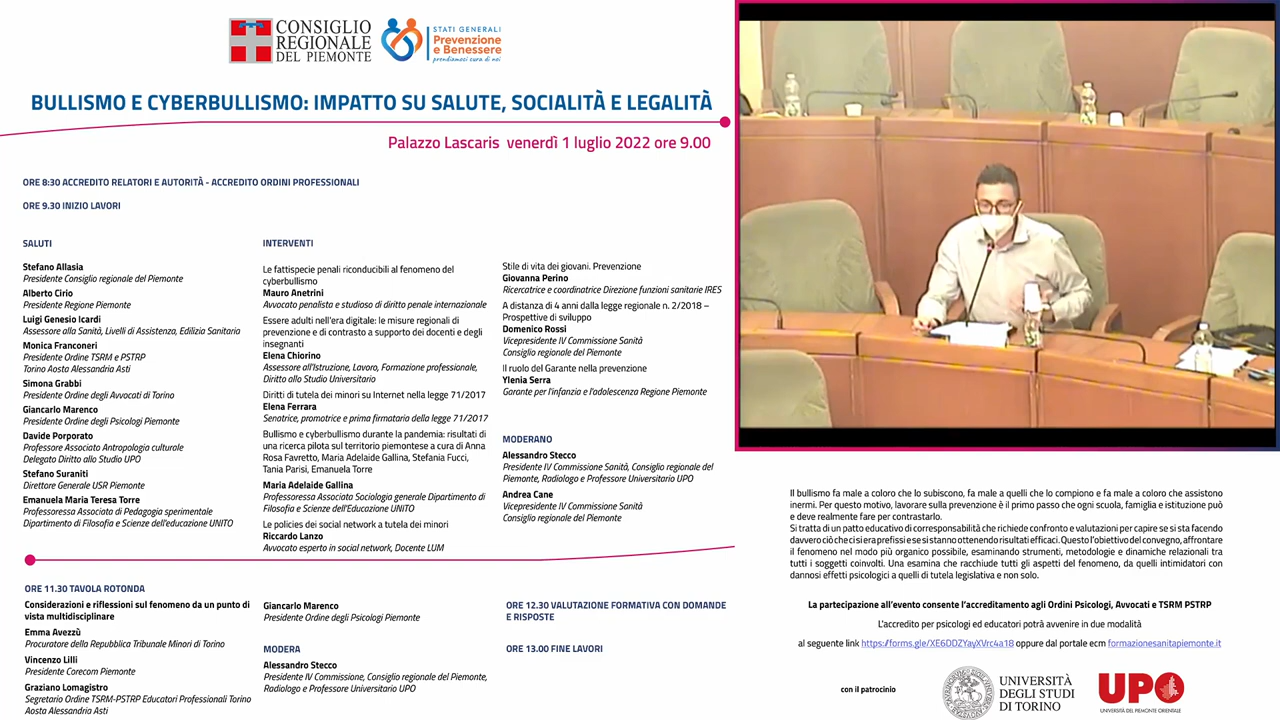 CONSIGLIO
REGIONALE
DEL PIEMONTE
STATI GENERALI
Prevenzione
e Benessere
prendiamoci cura di noi
BULLISMO E CYBERBULLISMO: IMPATTO SU SALUTE, SOCIALITÀ E LEGALITÀ
Palazzo Lascaris venerdì 1 luglio 2022 ore 9.00
ORE 8:30 ACCREDITO RELATORI E AUTORITÀ - ACCREDITO ORDINI PROFESSIONALI
ORE 9.30 INIZIO LAVORI
SALUTI
Stefano Allasia
Presidente Consiglio regionale del Piemonte
Alberto Cirio
Presidente Regione Piemonte
Luigi Genesio Icardi
Assessore alla Sanità, Livelli di Assistenza, Edilizia Sanitaria
Monica Franconeri
Presidente Ordine TSRM e PSTRP
Torino Aosta Alessandria Asti
Simona Grabbi
Presidente Ordine degli Avvocati di Torino
Giancarlo Marenco
Presidente Ordine degli Psicologi Piemonte
Davide Porporato
Professore Associato Antropologia culturale
Delegato Diritto allo Studio UPO
Stefano Suraniti
Direttore Generale USR Piemonte
Emanuela Maria Teresa Torre
Professoressa Associata di Pedagogia sperimentale
Dipartimento di Filosofia e Scienze dell'educazione UNITO
INTERVENTI
Le fattispecie penali riconducibili al fenomeno del
cyberbullismo
Mauro Anetrini
Avvocato penalista e studioso di diritto penale internazionale
Essere adulti nell'era digitale: le misure regionali di
prevenzione e di contrasto a supporto dei docenti e degli
insegnanti
Elena Chiorino
Assessore all'Istruzione, Lavoro, Formazione professionale,
Diritto allo Studio Universitario
Diritti di tutela dei minori su Internet nella legge 71/2017
Elena Ferrara
Senatrice, promotrice e prima firmataria della legge 71/2017
Bullismo e cyberbullismo durante la pandemia: risultati di
una ricerca pilota sul territorio piemontese a cura di Anna
Rosa Favretto, Maria Adelaide Gallina, Stefania Fucci,
Tania Parisi, Emanuela Torre
Maria Adelaide Gallina
Professoressa Associata Sociologia generale Dipartimento di
Filosofia e Scienze dell'educazione UNITO
Le policies dei social network a tutela dei minori
Riccardo Lanzo
Avvocato esperto in social network, Docente LUM
Stile di vita dei giovani. Prevenzione
Giovanna Perino
Ricercatrice e coordinatrice Direzione funzioni sanitarie IRES
A distanza di 4 anni dalla legge regionale n. 2/2018 –
Prospettive di sviluppo
Domenico Rossi
Vicepresidente IV Commissione Sanità
Consiglio regionale del Piemonte
Il ruolo del Garante nella prevenzione
Ylenia Serra
Garante per l'infanzia e l'adolescenza Regione Piemonte
MODERANO
Alessandro Stecco
Presidente IV Commissione Sanità, Consiglio regionale del
Piemonte, Radiologo e Professore Universitario UPO
Andrea Cane
Vicepresidente IV Commissione Sanità
Consiglio regionale del Piemonte
ORE 11.30 TAVOLA ROTONDA
Considerazioni e riflessioni sul fenomeno da un punto di
vista multidisciplinare
Emma Avezzù
Procuratore della Repubblica Tribunale Minori di Torino
Vincenzo Lilli
Presidente Corecom Piemonte
Graziano Lomagistro
Segretario Ordine TSRM-PSTRP Educatori Professionali Torino
Aosta Alessandria Asti
Giancarlo Marenco
Presidente Ordine degli Psicologi Piemonte
MODERA
Alessandro Stecco
Presidente IV Commissione, Consiglio regionale del Piemonte,
Radiologo e Professore Universitario UPO
ORE 12.30 VALUTAZIONE FORMATIVA CON DOMANDE
E RISPOSTE
ORE 13.00 FINE LAVORI
Il bullismo fa male a coloro che lo subiscono, fa male a quelli che lo compiono e fa male a coloro che assistono
inermi. Per questo motivo, lavorare sulla prevenzione è il primo passo che ogni scuola, famiglia e istituzione può
e deve realmente fare per contrastarlo.
Si tratta di un patto educativo di corresponsabilità che richiede confronto e valutazioni per capire se si sta facendo
davvero ciò che ci si era prefissi e se si stanno ottenendo risultati efficaci. Questo l'obiettivo del convegno, affrontare
il fenomeno nel modo più organico possibile, esaminando strumenti, metodologie e dinamiche relazionali tra
tutti i soggetti coinvolti. Una esamina che racchiude tutti gli aspetti del fenomeno, da quelli intimidatori con
dannosi effetti psicologici a quelli di tutela legislativa e non solo.
La partecipazione all'evento consente l'accreditamento agli Ordini Psicologi, Avvocati e TSRM PSTRP
L'accredito per psicologi ed educatori potrà avvenire in due modalità
al seguente link https://forms.gle/XE6DDZYayXVrc4a18 oppure dal portale ecm formazionesanitapiemonte.it
con il patrocinio
UNIVERSITÀ
DEGLI STUDI
DI TORINO
UPO
UNIVERSITÀ DEL PIEMONTE ORIENTALE